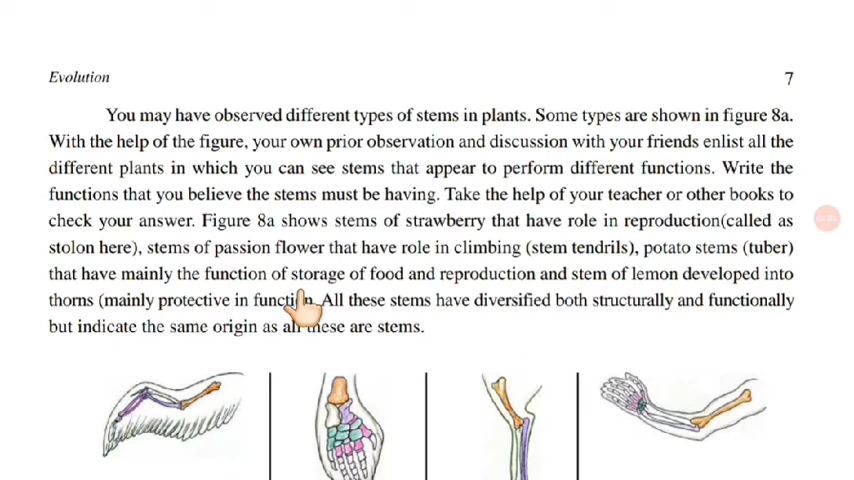 Evolution
7
You may have observed different types of stems in plants. Some types are shown in figure 8a.
With the help of the figure, your own prior observation and discussion with your friends enlist all the
different plants in which you can see stems that appear to perform different functions. Write the
functions that you believe the stems must be having. Take the help of your teacher or other books to
check your answer. Figure 8a shows stems of strawberry that have role in reproduction(called as
stolon here), stems of passion flower that have role in climbing (stem tendrils), potato stems (tuber)
that have mainly the function of storage of food and reproduction and stem of lemon developed into
thorns (mainly protective in All these stems have diversified both structurally and functionally
but indicate the same origin as these are stems.